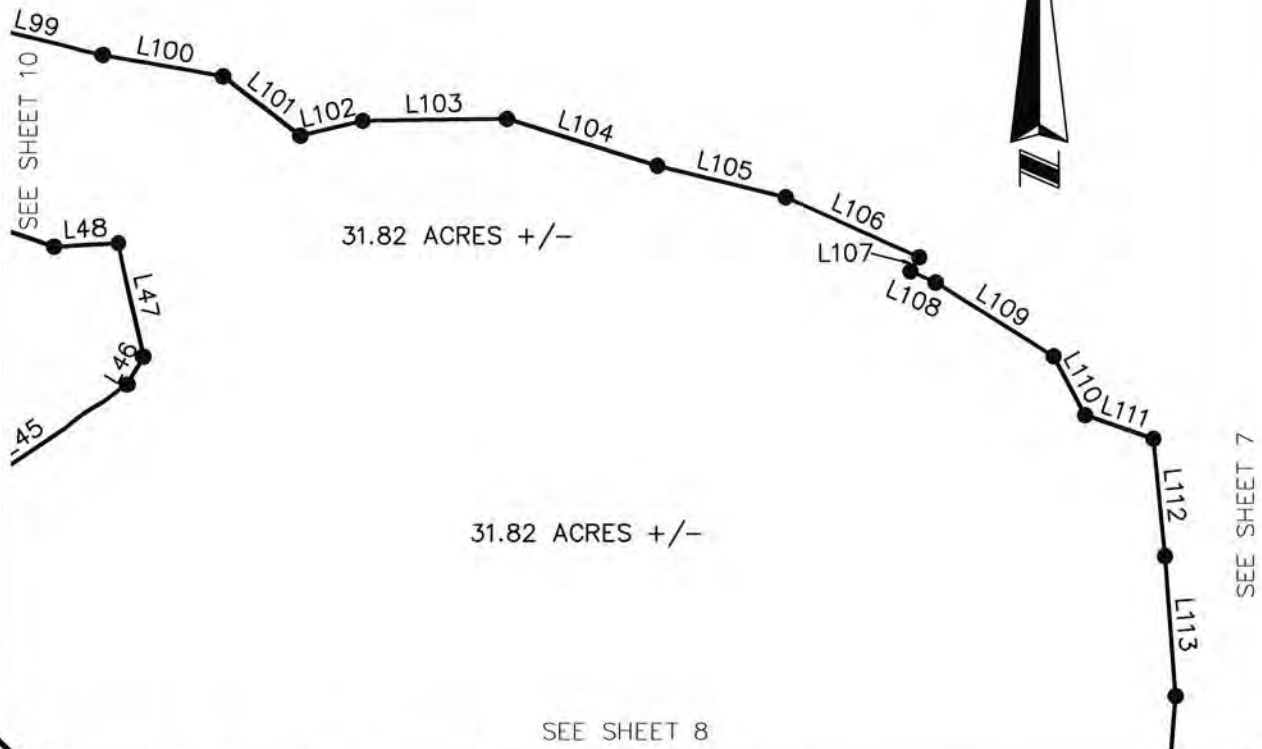 L99
L100
SEE SHEET 10
L101
L102
L103
L104
L105
L106
L107
L108
L109
L110
L111
L112
L113
31.82 ACRES +/-
L48
L47
L46
L45
31.82 ACRES +/-
SEE SHEET 7
SEE SHEET 8
N